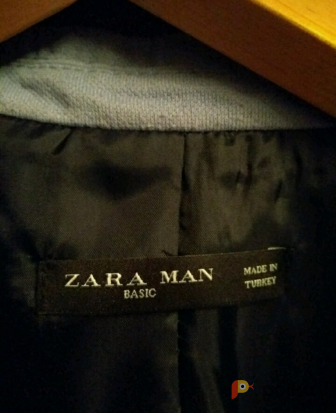 ZARA MAN
BASIC
MADE IN
TURKEY